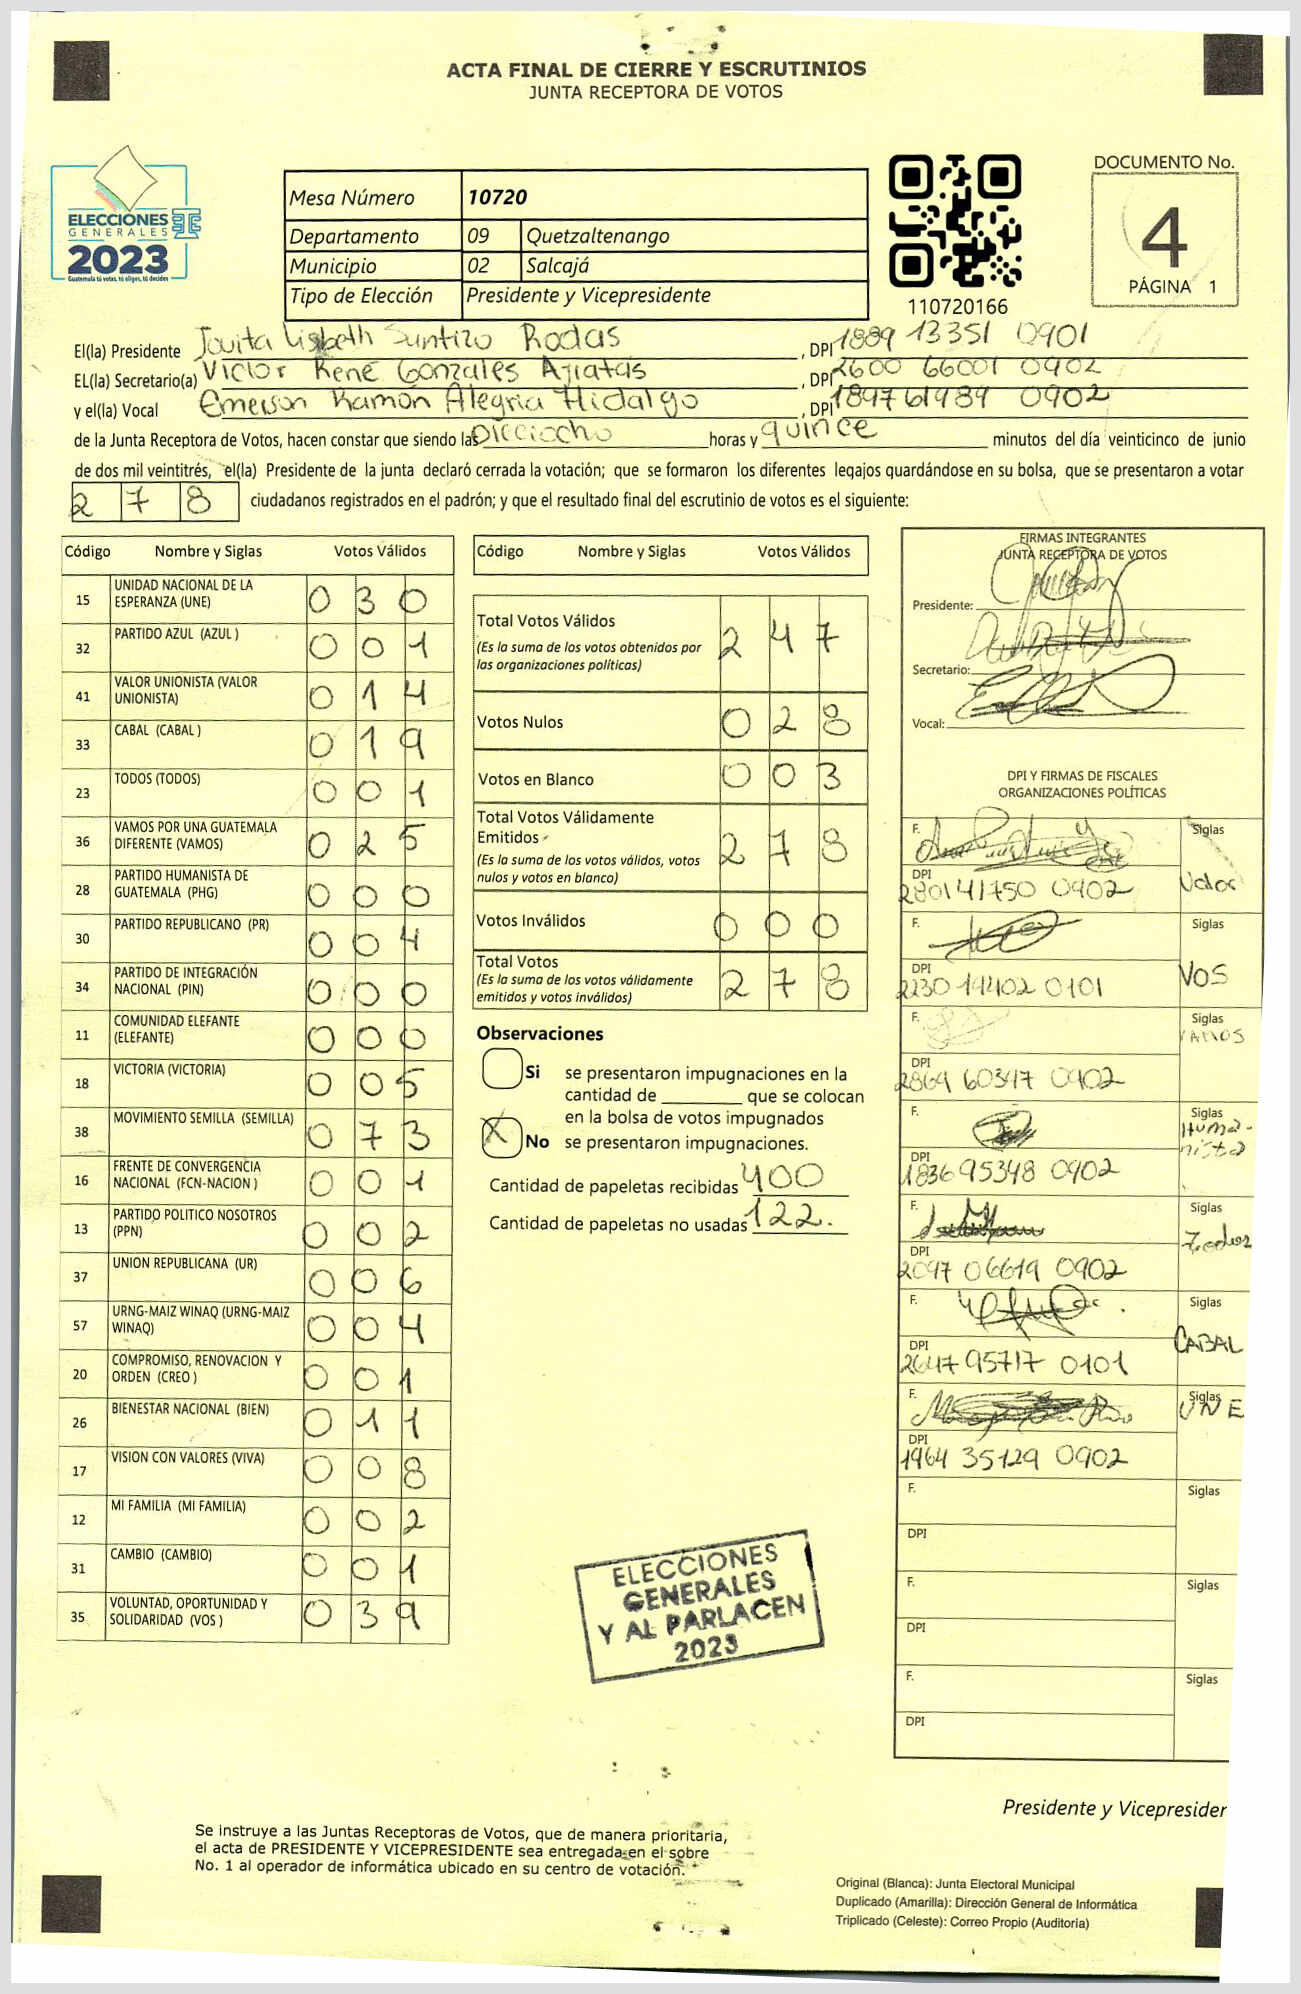 ACTA FINAL DE CIERRE Y ESCRUTINIOS
JUNTA RECEPTORA DE VOTOS
ELECCIONES
GENERALES
2023
Guatemala tú votas, tú eliges, tú decides
Mesa Número 10720
Departamento 09 Quetzaltenango
Municipio 02 Salcajá
Tipo de Elección Presidente y Vicepresidente
110720166
DOCUMENTO No.
4
PÁGINA 1
El(la) Presidente Jovita Lisbeth Suntizo Rodas, DPI 1889 13351 0901
EL(la) Secretario(a) Victor Rene Gonzales Ajiatas, DPI 2600 66001 0902
y el(la) Vocal Emerson Ramón Alegria Hidalgo, DPI 1897 61989 0902
de la Junta Receptora de Votos, hacen constar que siendo las Dieciocho horas y quince minutos del día veinticinco de junio
de dos mil veintitrés, el(la) Presidente de la junta declaró cerrada la votación; que se formaron los diferentes legajos quardándose en su bolsa, que se presentaron a votar
2 7 8 ciudadanos registrados en el padrón; y que el resultado final del escrutinio de votos es el siguiente:
Código Nombre y Siglas Votos Válidos
15 UNIDAD NACIONAL DE LA ESPERANZA (UNE) 0 3 0
32 PARTIDO AZUL (AZUL ) 0 0 1
41 VALOR UNIONISTA (VALOR UNIONISTA) 0 1 4
33 CABAL (CABAL ) 0 1 9
23 TODOS (TODOS) 0 0 1
36 VAMOS POR UNA GUATEMALA DIFERENTE (VAMOS) 0 2 5
28 PARTIDO HUMANISTA DE GUATEMALA (PHG) 0 0 0
30 PARTIDO REPUBLICANO (PR) 0 0 4
34 PARTIDO DE INTEGRACIÓN NACIONAL (PIN) 0 0 0
11 COMUNIDAD ELEFANTE (ELEFANTE) 0 0 0
18 VICTORIA (VICTORIA) 0 0 5
38 MOVIMIENTO SEMILLA (SEMILLA) 0 7 3
16 FRENTE DE CONVERGENCIA NACIONAL (FCN-NACION ) 0 0 1
13 PARTIDO POLITICO NOSOTROS (PPN) 0 0 2
37 UNION REPUBLICANA (UR) 0 0 6
57 URNG-MAIZ WINAQ (URNG-MAIZ WINAQ) 0 0 4
20 COMPROMISO, RENOVACION Y ORDEN (CREO ) 0 0 1
26 BIENESTAR NACIONAL (BIEN) 0 1 1
17 VISION CON VALORES (VIVA) 0 0 8
12 MI FAMILIA (MI FAMILIA) 0 0 2
31 CAMBIO (CAMBIO) 0 0 1
35 VOLUNTAD, OPORTUNIDAD Y SOLIDARIDAD (VOS ) 0 3 9
Código Nombre y Siglas Votos Válidos
Total Votos Válidos 2 4 7
(Es la suma de los votos obtenidos por
las organizaciones políticas)
Votos Nulos 0 2 8
Votos en Blanco 0 0 3
Total Votos Válidamente
Emitidos 2 7 8
(Es la suma de los votos válidos, votos
nulos y votos en blanco)
Votos Inválidos 0 0 0
Total Votos 2 7 8
(Es la suma de los votos válidamente
emitidos y votos inválidos)
Observaciones
Si se presentaron impugnaciones en la
cantidad de ________ que se colocan
en la bolsa de votos impugnados
X No se presentaron impugnaciones.
Cantidad de papeletas recibidas 400
Cantidad de papeletas no usadas 122.
ELECCIONES
GENERALES
Y AL PARLACEN
2023
FIRMAS INTEGRANTES
JUNTA RECEPTORA DE VOTOS
Presidente:
Secretario:
Vocal:
DPI Y FIRMAS DE FISCALES
ORGANIZACIONES POLÍTICAS
F. Siglas
DPI 2801 41750 0902
F. Siglas VOS
DPI 2230 14402 0101
F. Siglas VAMOS
DPI 2869 60347 0902
F. Siglas Humanista
DPI 1836 95348 0902
F. Siglas
DPI 2097 06619 0902
F. Siglas CABAL
DPI 2647 95717 0101
F. Siglas UNE
DPI 1964 35129 0902
F. Siglas
DPI
F. Siglas
DPI
F. Siglas
DPI
Presidente y Vicepresiden
Se instruye a las Juntas Receptoras de Votos, que de manera prioritaria,
el acta de PRESIDENTE Y VICEPRESIDENTE sea entregada en el sobre
No. 1 al operador de informática ubicado en su centro de votación.
Original (Blanca): Junta Electoral Municipal
Duplicado (Amarilla): Dirección General de Informática
Triplicado (Celeste): Correo Propio (Auditoria)